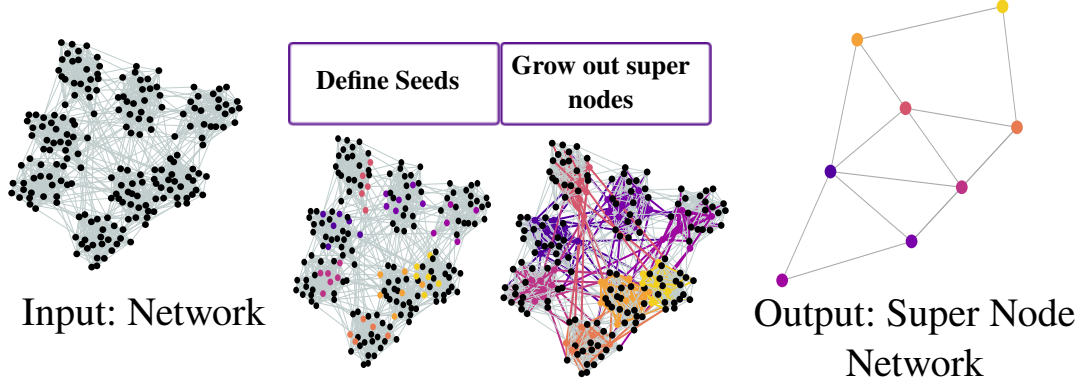 Define Seeds
Grow out super
nodes
Input: Network
Output: Super Node
Network